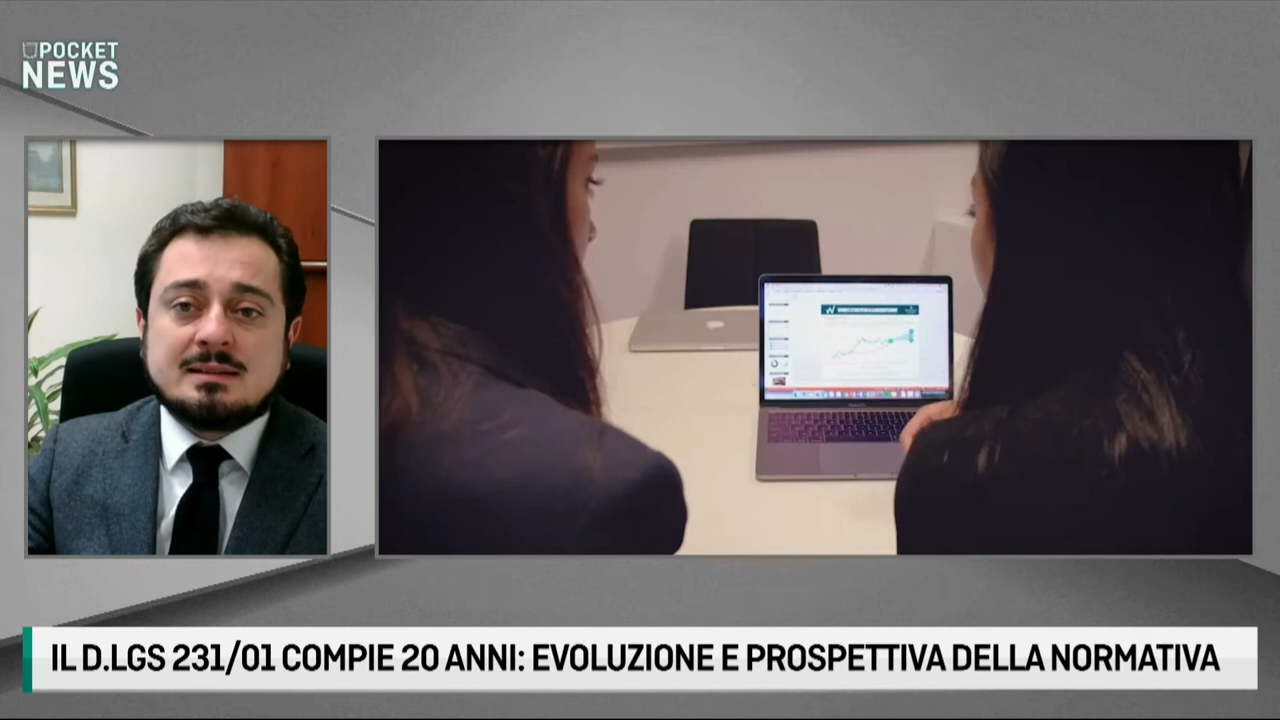 POCKET
NEWS
IL D.LGS 231/01 COMPIE 20 ANNI: EVOLUZIONE E PROSPETTIVA DELLA NORMATIVA